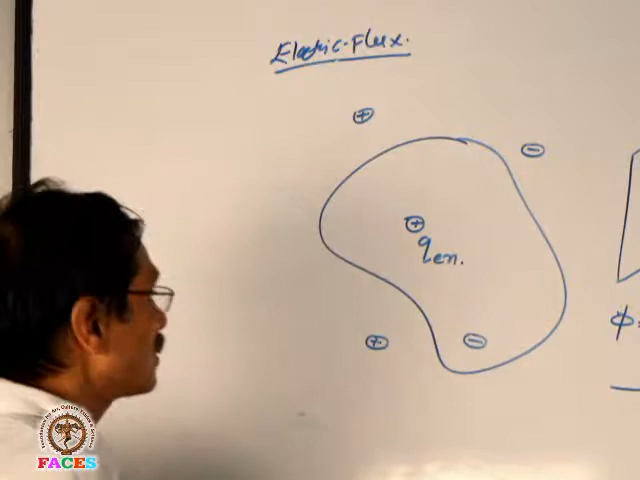 Electric-Flux.
⊕
⊖
⊕
qen.
⊕
⊖
ϕ=
FACES